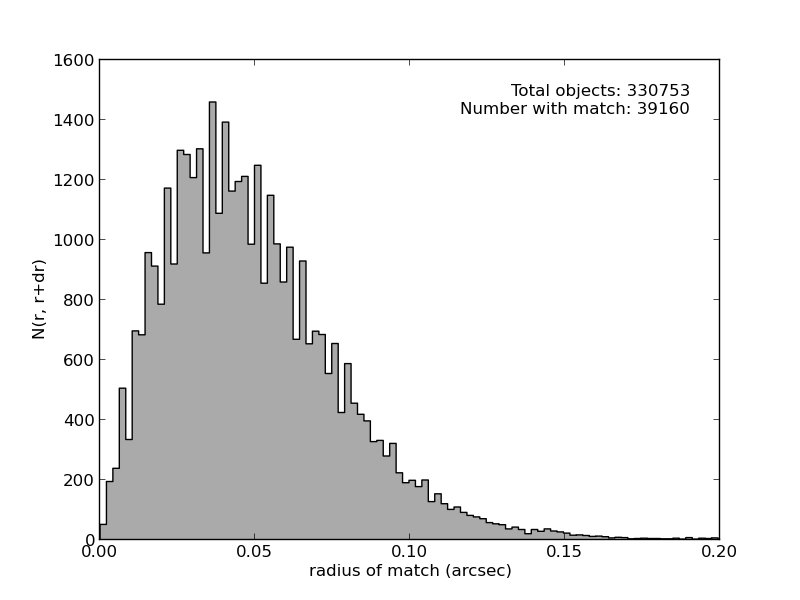 Total objects: 330753
Number with match: 39160
1600
1400
1200
1000
800
600
400
200
0
N(r, r+dr)
0.00 0.05 0.10 0.15 0.20
radius of match (arcsec)